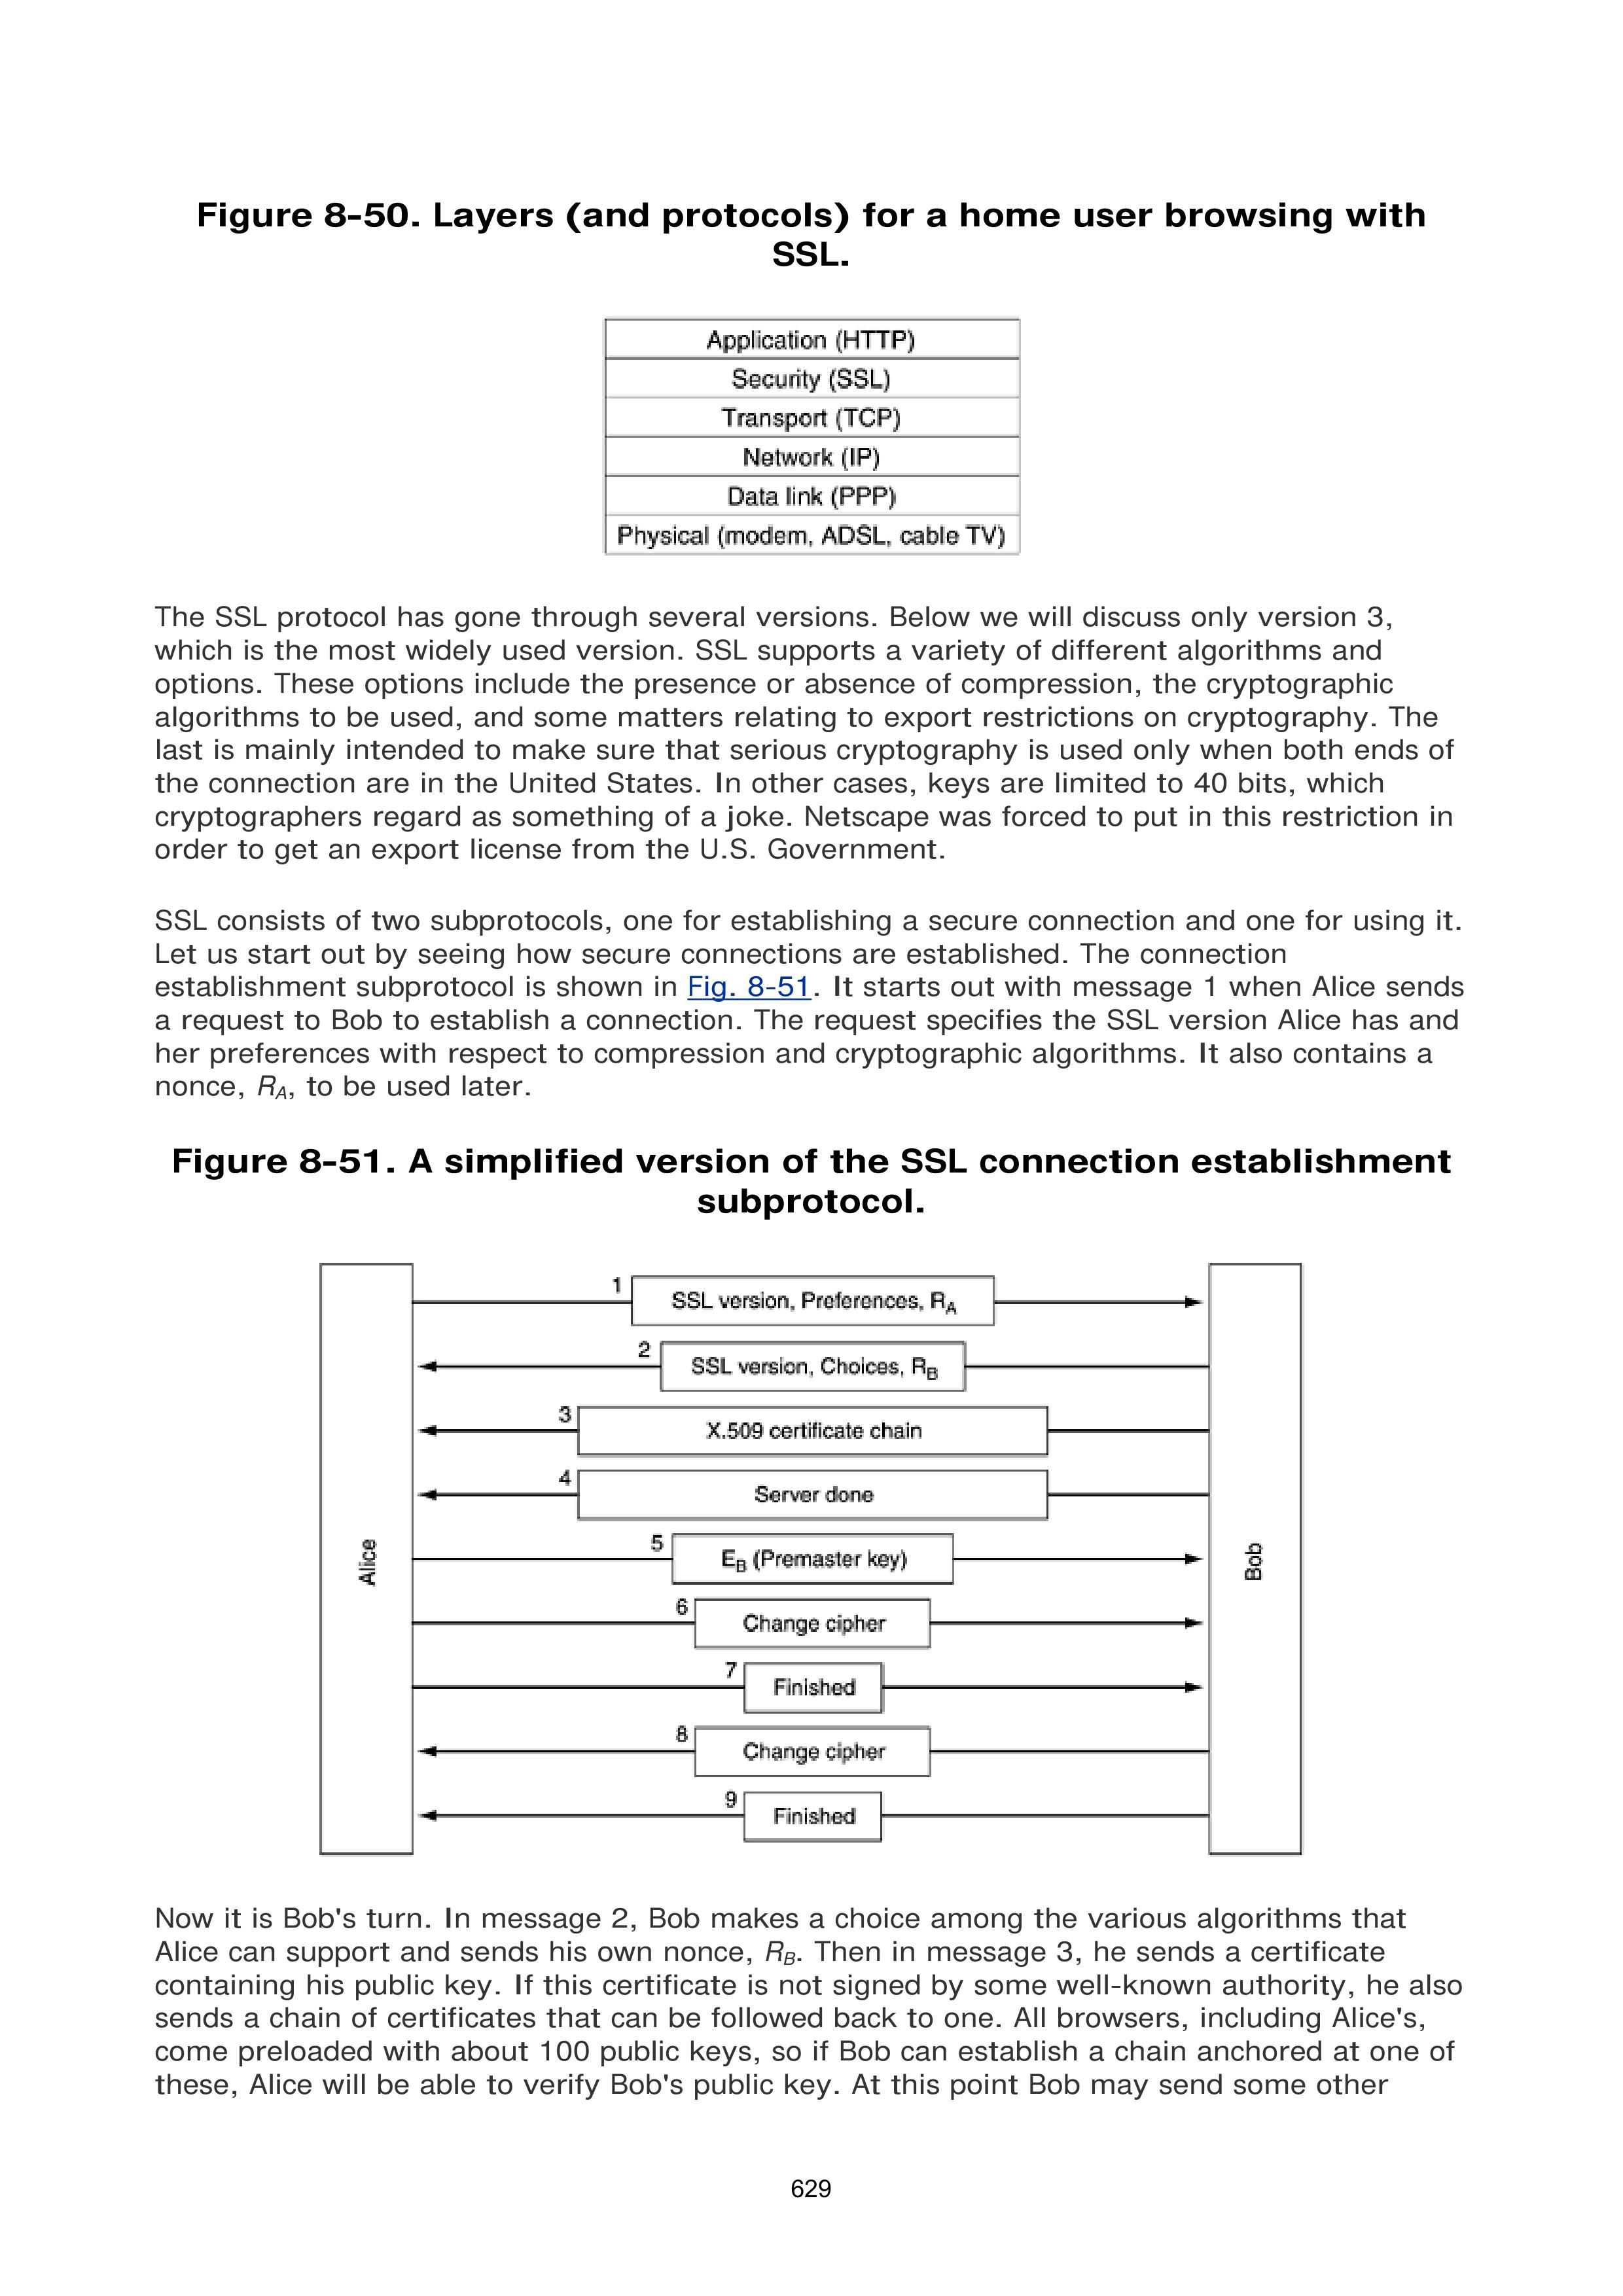 Figure 8-50. Layers (and protocols) for a home user browsing with
SSL.
Application (HTTP)
Security (SSL)
Transport (TCP)
Network (IP)
Data link (PPP)
Physical (modem, ADSL, cable TV)
The SSL protocol has gone through several versions. Below we will discuss only version 3,
which is the most widely used version. SSL supports a variety of different algorithms and
options. These options include the presence or absence of compression, the cryptographic
algorithms to be used, and some matters relating to export restrictions on cryptography. The
last is mainly intended to make sure that serious cryptography is used only when both ends of
the connection are in the United States. In other cases, keys are limited to 40 bits, which
cryptographers regard as something of a joke. Netscape was forced to put in this restriction in
order to get an export license from the U.S. Government.
SSL consists of two subprotocols, one for establishing a secure connection and one for using it.
Let us start out by seeing how secure connections are established. The connection
establishment subprotocol is shown in Fig. 8-51. It starts out with message 1 when Alice sends
a request to Bob to establish a connection. The request specifies the SSL version Alice has and
her preferences with respect to compression and cryptographic algorithms. It also contains a
nonce, RA, to be used later.
Figure 8-51. A simplified version of the SSL connection establishment
subprotocol.
Alice
1 SSL version, Preferences, RA
2 SSL version, Choices, RB
3 X.509 certificate chain
4 Server done
5 EB (Premaster key)
6 Change cipher
7 Finished
8 Change cipher
9 Finished
Bob
Now it is Bob's turn. In message 2, Bob makes a choice among the various algorithms that
Alice can support and sends his own nonce, RB. Then in message 3, he sends a certificate
containing his public key. If this certificate is not signed by some well-known authority, he also
sends a chain of certificates that can be followed back to one. All browsers, including Alice's,
come preloaded with about 100 public keys, so if Bob can establish a chain anchored at one of
these, Alice will be able to verify Bob's public key. At this point Bob may send some other
629